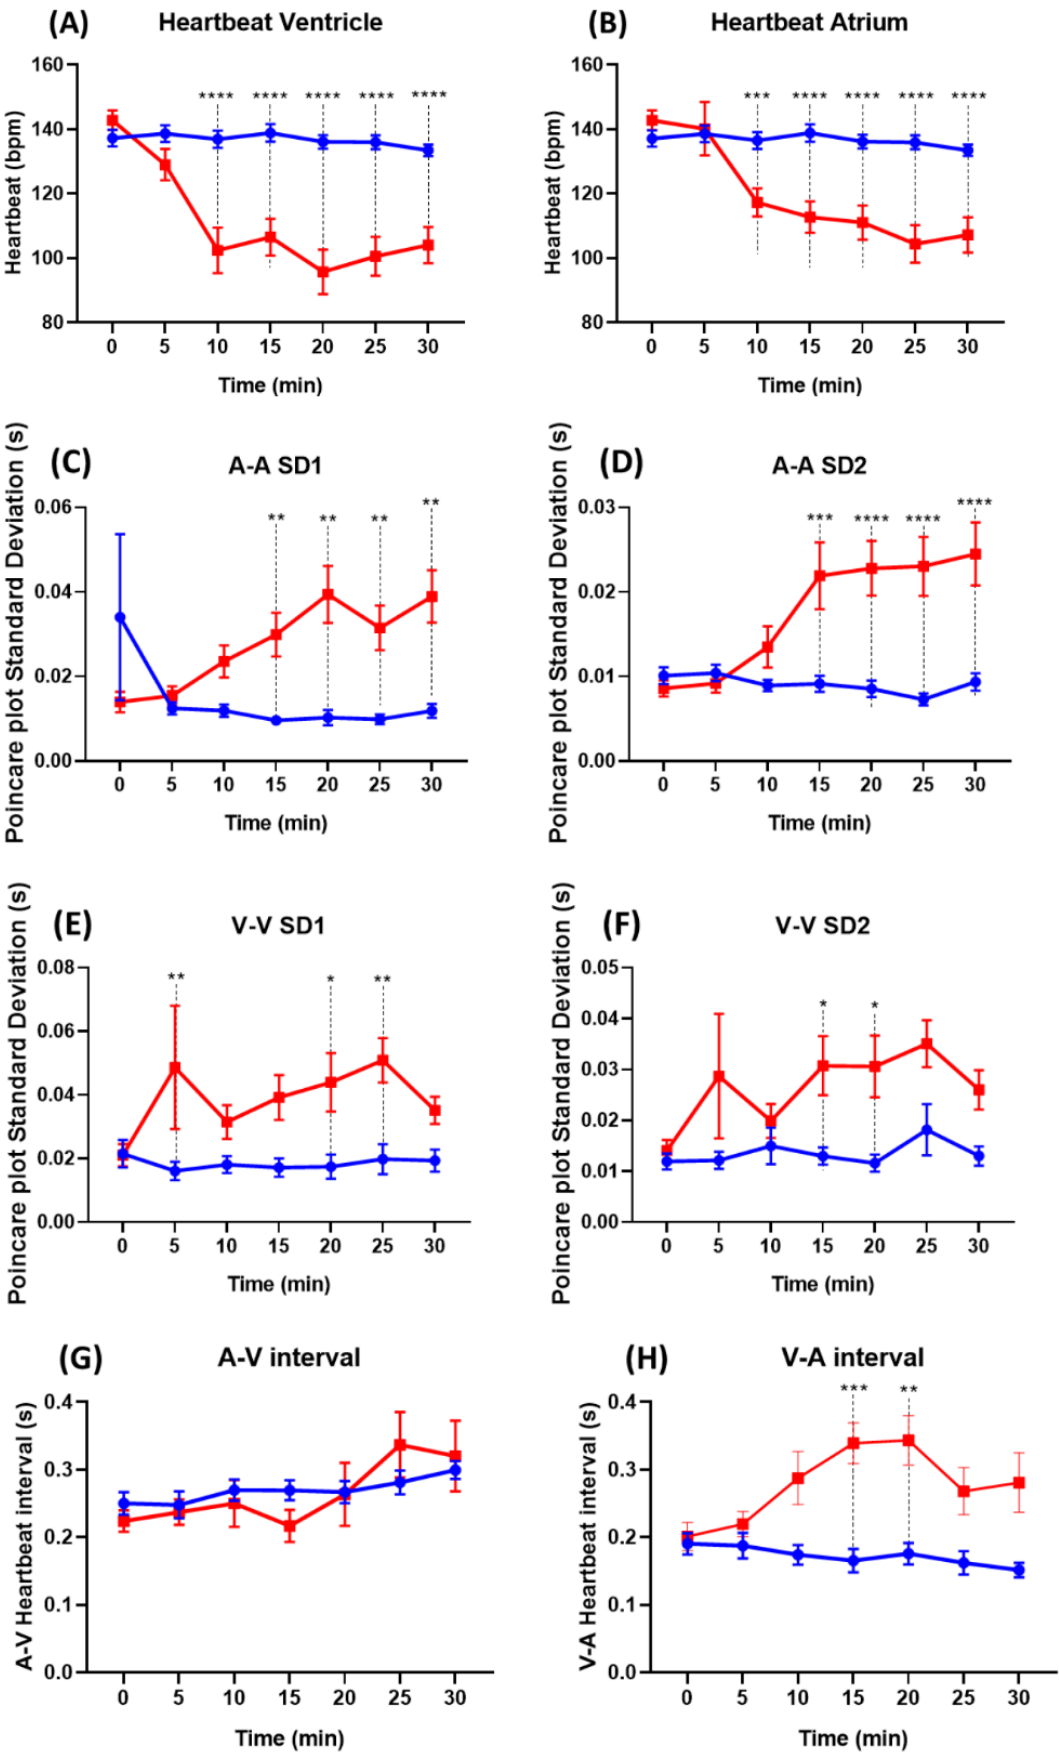 (A) Heartbeat Ventricle
Heartbeat (bpm)
160
140
120
100
80
**** **** **** **** ****
0 5 10 15 20 25 30
Time (min)
(B) Heartbeat Atrium
Heartbeat (bpm)
160
140
120
100
80
*** **** **** **** ****
0 5 10 15 20 25 30
Time (min)
(C) A-A SD1
Poincare plot Standard Deviation (s)
0.06
0.04
0.02
0.00
** ** ** **
0 5 10 15 20 25 30
Time (min)
(D) A-A SD2
Poincare plot Standard Deviation (s)
0.03
0.02
0.01
0.00
*** **** **** ****
0 5 10 15 20 25 30
Time (min)
(E) V-V SD1
Poincare plot Standard Deviation (s)
0.08
0.06
0.04
0.02
0.00
** * **
0 5 10 15 20 25 30
Time (min)
(F) V-V SD2
Poincare plot Standard Deviation (s)
0.05
0.04
0.03
0.02
0.01
0.00
* *
0 5 10 15 20 25 30
Time (min)
(G) A-V interval
A-V Heartbeat interval (s)
0.4
0.3
0.2
0.1
0.0
0 5 10 15 20 25 30
Time (min)
(H) V-A interval
V-A Heartbeat interval (s)
0.4
0.3
0.2
0.1
0.0
*** **
0 5 10 15 20 25 30
Time (min)